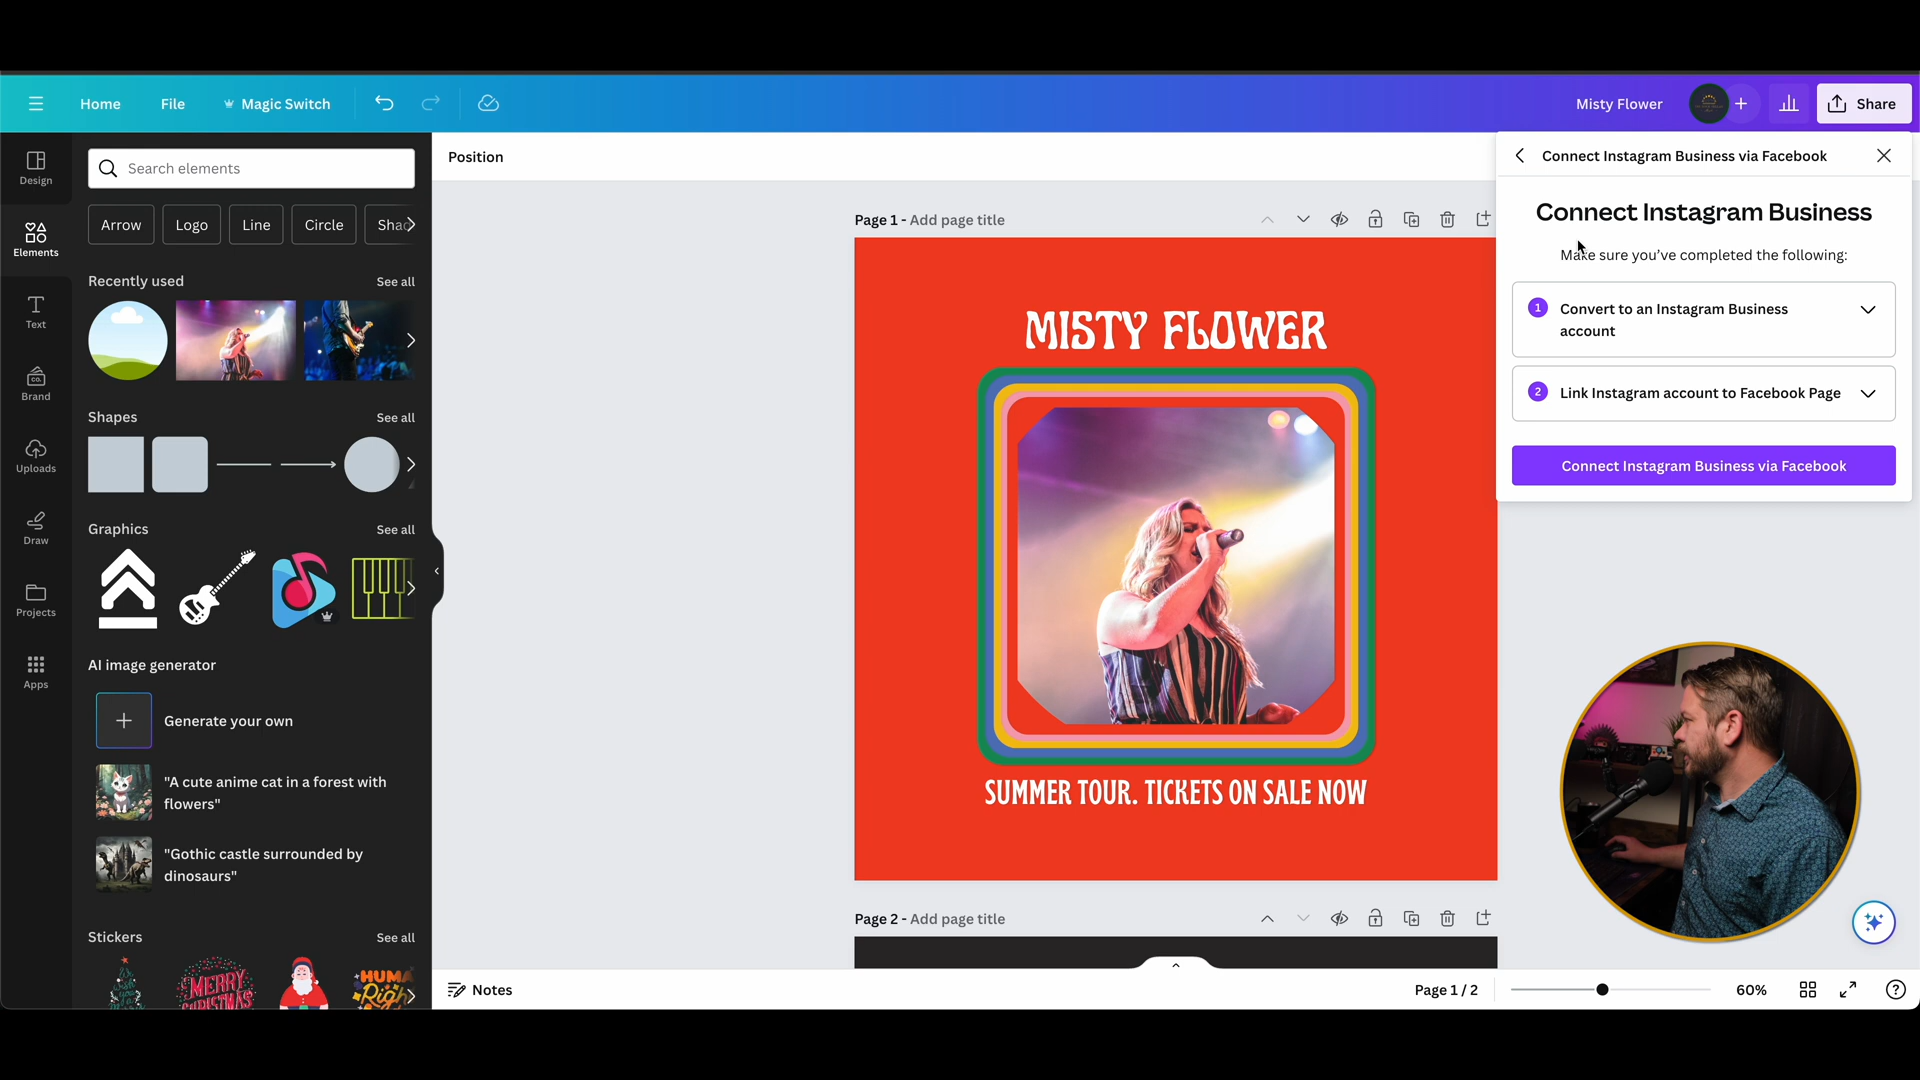 Home
File
Magic Switch
Misty Flower
Share
Design
Elements
Text
Brand
Uploads
Draw
Projects
Apps
Search elements
Arrow
Logo
Line
Circle
Recently used
See all
Shapes
See all
Graphics
See all
AI image generator
Generate your own
"A cute anime cat in a forest with
flowers"
"Gothic castle surrounded by
dinosaurs"
Stickers
See all
MERRY
CHRISTMAS
Position
Page 1 - Add page title
MISTY FLOWER
SUMMER TOUR. TICKETS ON SALE NOW
Page 2 - Add page title
Connect Instagram Business via Facebook
Connect Instagram Business
Make sure you've completed the following:
1 Convert to an Instagram Business
account
2 Link Instagram account to Facebook Page
Connect Instagram Business via Facebook
Notes
Page 1 / 2
60%